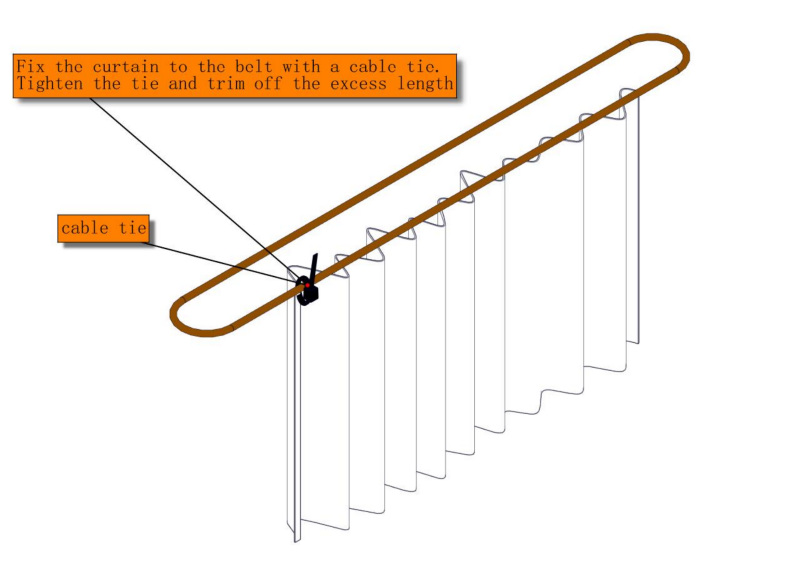 Fix the curtain to the belt with a cable tie.
Tighten the tie and trim off the excess length
cable tie